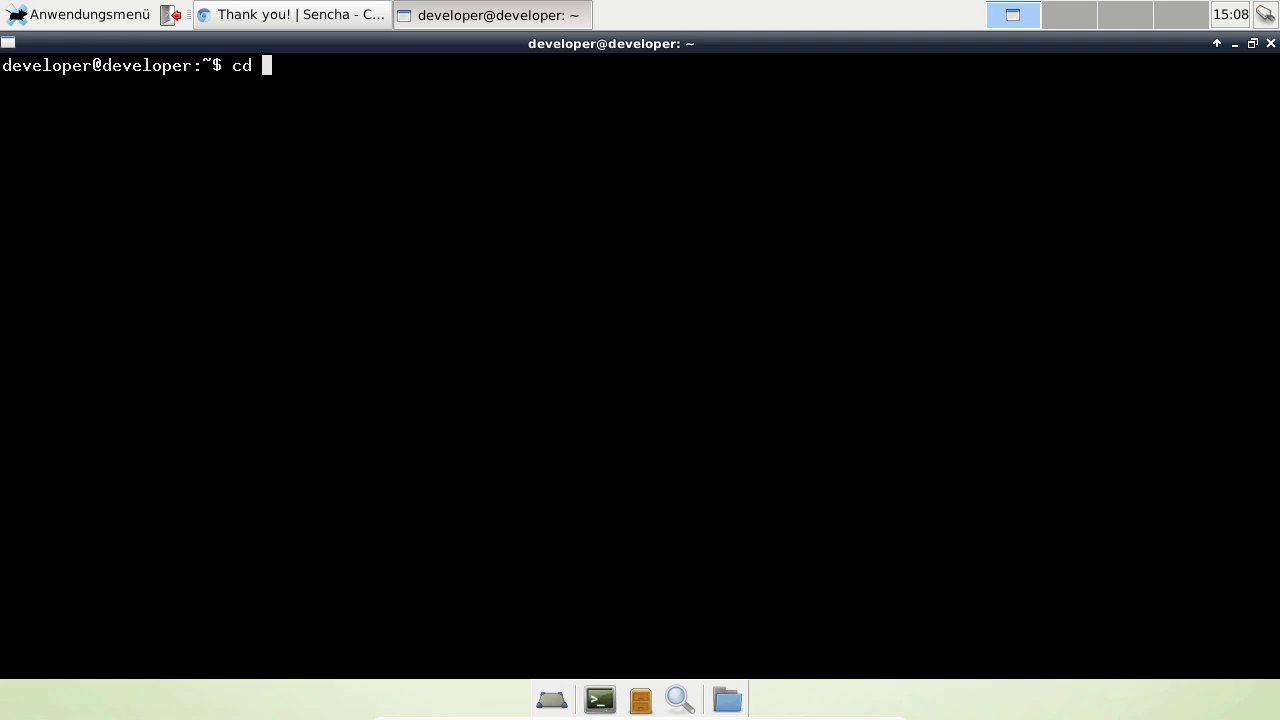 Anwendungsmenü
Thank you! | Sencha - C...
developer@developer: ~
15:08
developer@developer: ~
developer@developer:~$ cd